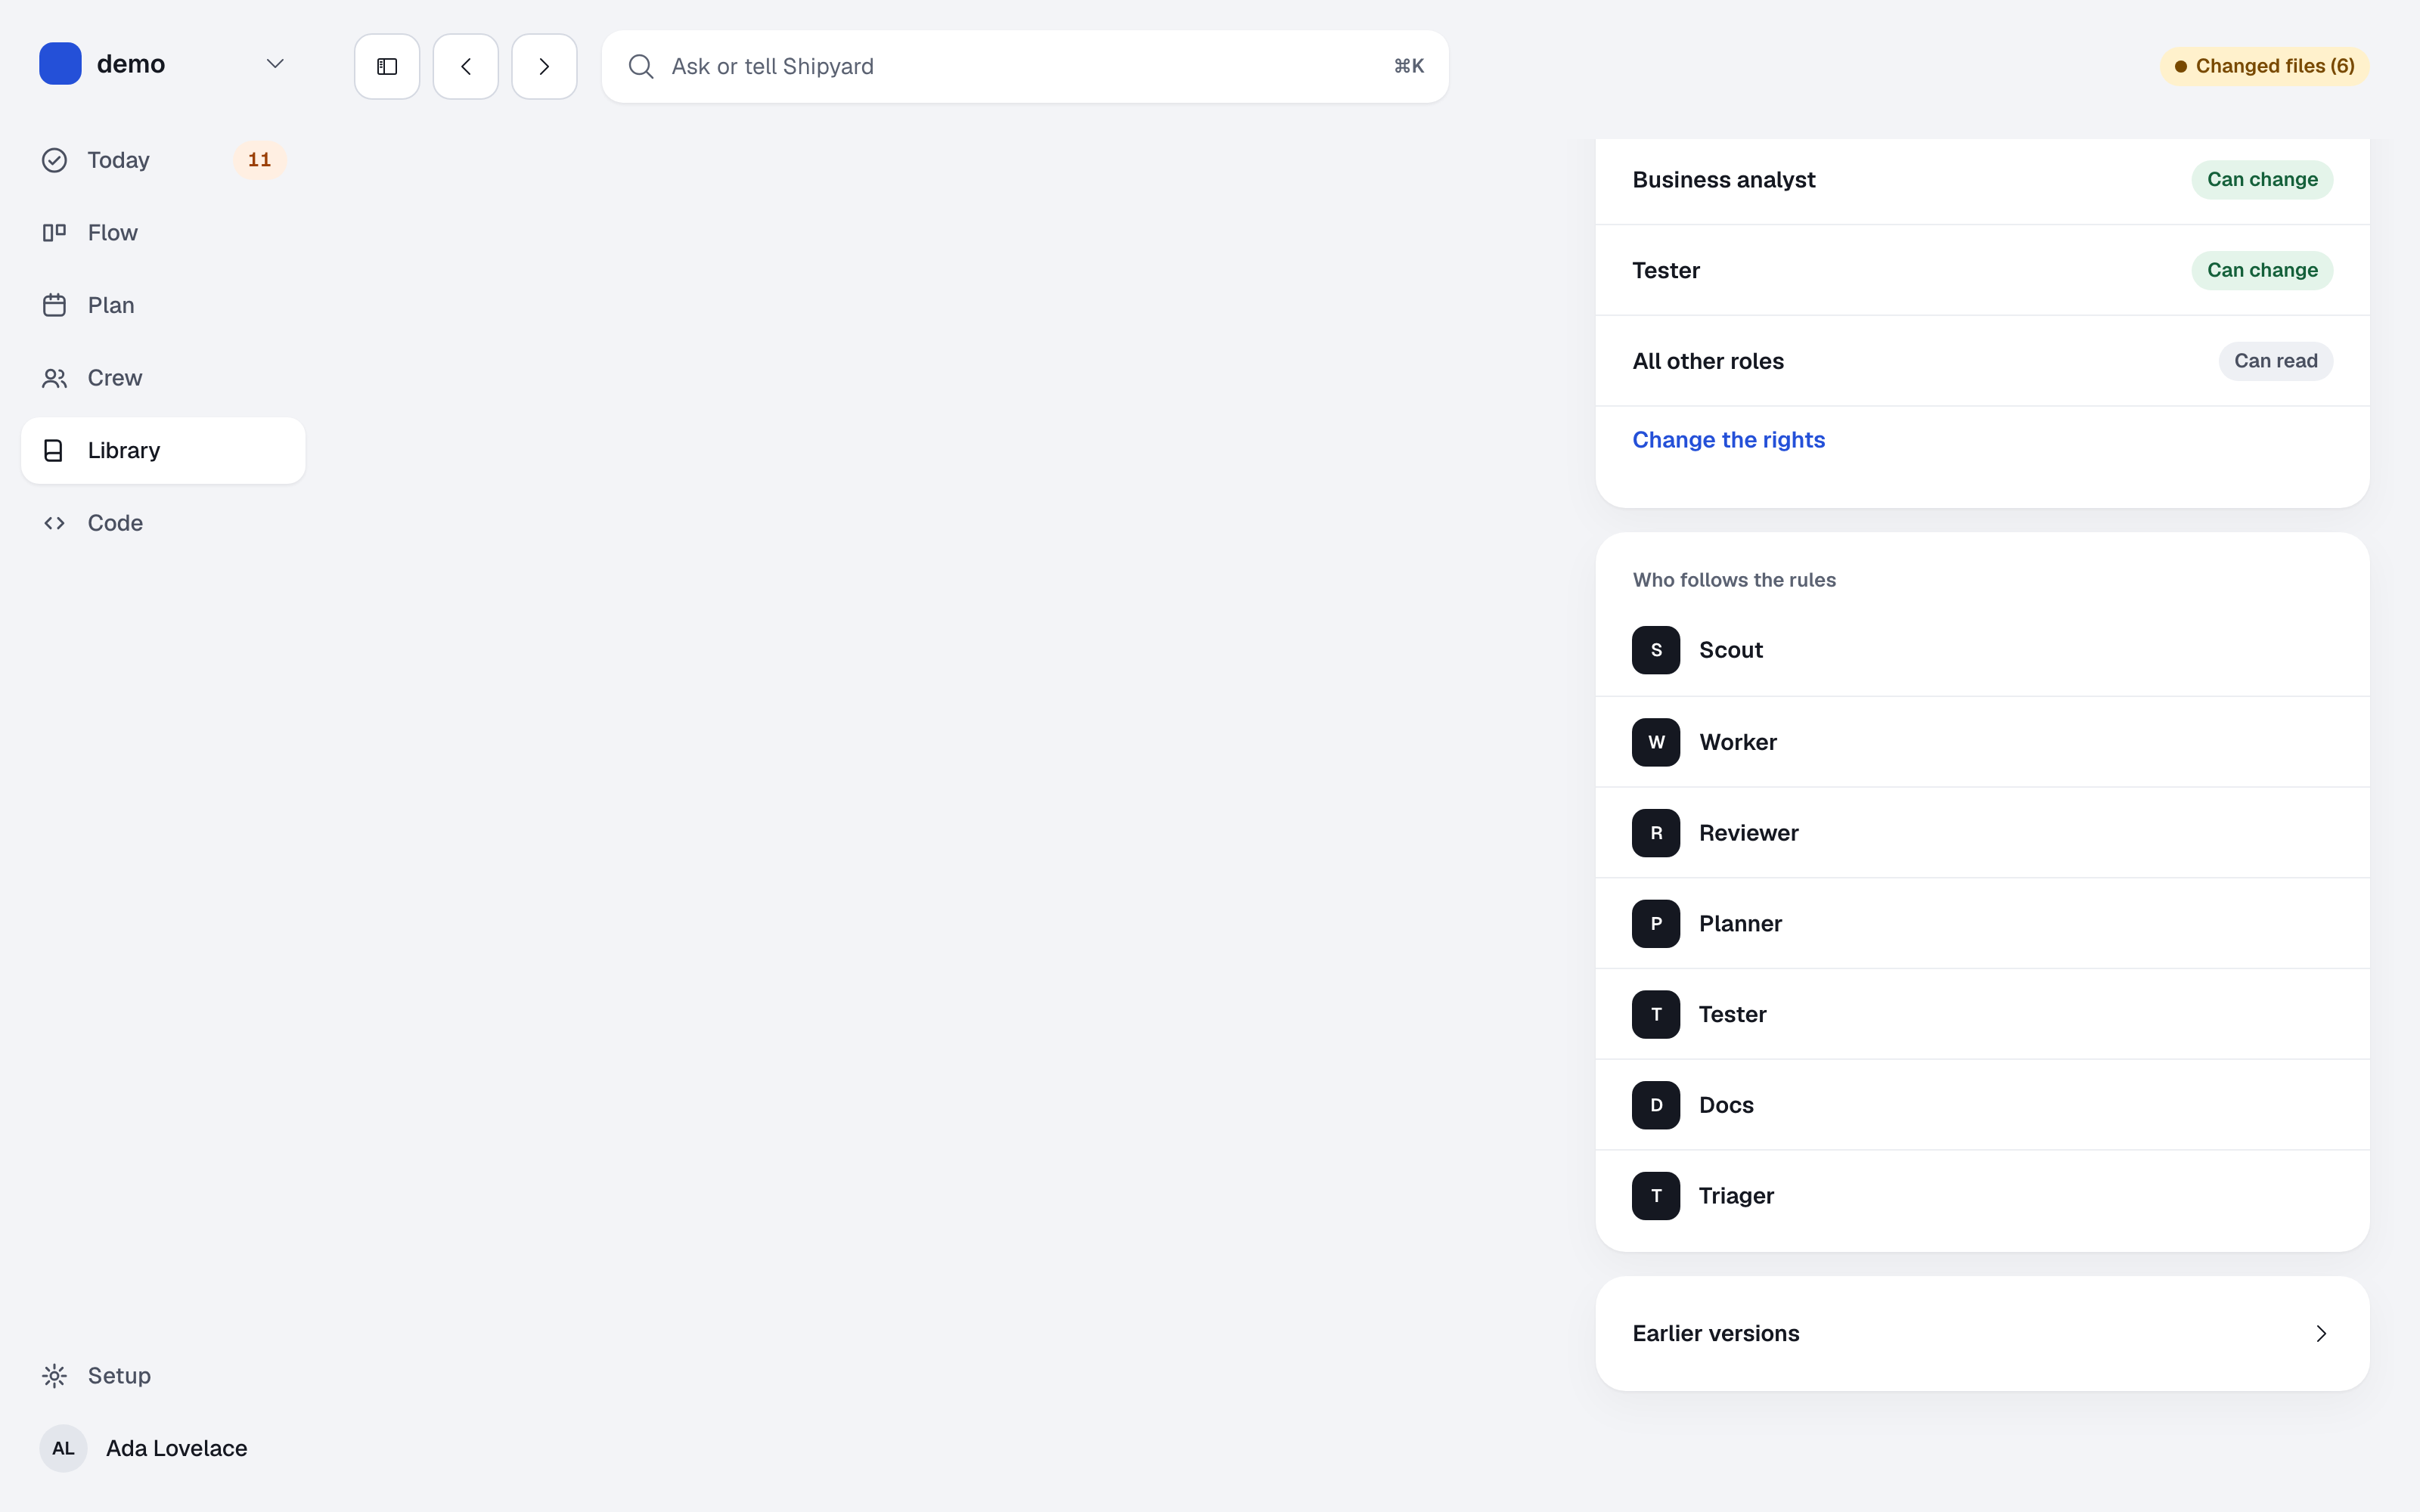 demo
Ask or tell Shipyard
⌘K
Changed files (6)
Today
11
Flow
Plan
Crew
Library
Code
Setup
AL
Ada Lovelace
Business analyst
Can change
Tester
Can change
All other roles
Can read
Change the rights
Who follows the rules
S
Scout
W
Worker
R
Reviewer
P
Planner
T
Tester
D
Docs
T
Triager
Earlier versions